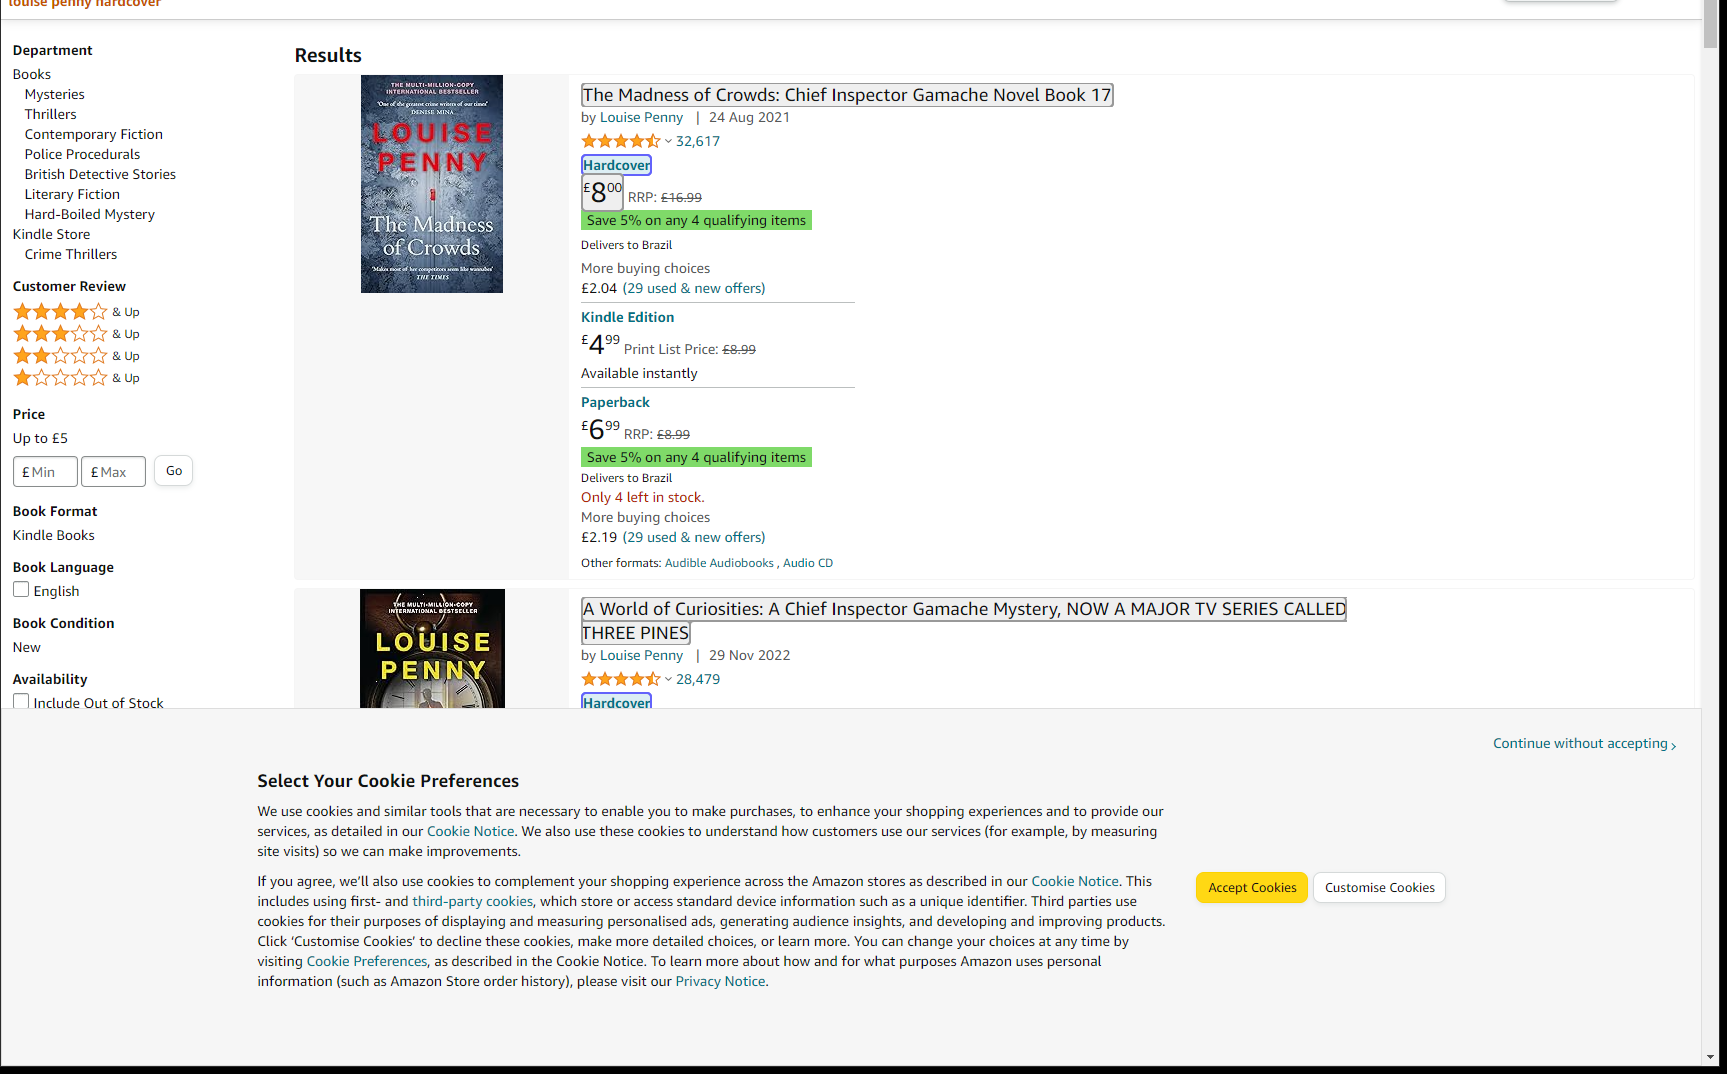 louise penny hardcover
Department
Books
Mysteries
Thrillers
Contemporary Fiction
Police Procedurals
British Detective Stories
Literary Fiction
Hard-Boiled Mystery
Kindle Store
Crime Thrillers
Customer Review
& Up
& Up
& Up
& Up
Price
Up to £5
£ Min
£ Max
Go
Book Format
Kindle Books
Book Language
English
Book Condition
New
Availability
Include Out of Stock
Results
THE MULTI-MILLION-COPY
INTERNATIONAL BESTSELLER
'One of the greatest crime writers of our times'
DENISE MINA
LOUISE
PENNY
The Madness
of Crowds
'Makes most of her competitors seem like wannabes'
THE TIMES
The Madness of Crowds: Chief Inspector Gamache Novel Book 17
by Louise Penny | 24 Aug 2021
32,617
Hardcover
£800 RRP: £16.99
Save 5% on any 4 qualifying items
Delivers to Brazil
More buying choices
£2.04 (29 used & new offers)
Kindle Edition
£499 Print List Price: £8.99
Available instantly
Paperback
£699 RRP: £8.99
Save 5% on any 4 qualifying items
Delivers to Brazil
Only 4 left in stock.
More buying choices
£2.19 (29 used & new offers)
Other formats: Audible Audiobooks , Audio CD
THE MULTI-MILLION-COPY
INTERNATIONAL BESTSELLER
LOUISE
PENNY
A World of Curiosities: A Chief Inspector Gamache Mystery, NOW A MAJOR TV SERIES CALLED
THREE PINES
by Louise Penny | 29 Nov 2022
28,479
Hardcover
Continue without accepting ›
Select Your Cookie Preferences
We use cookies and similar tools that are necessary to enable you to make purchases, to enhance your shopping experiences and to provide our
services, as detailed in our Cookie Notice. We also use these cookies to understand how customers use our services (for example, by measuring
site visits) so we can make improvements.
If you agree, we'll also use cookies to complement your shopping experience across the Amazon stores as described in our Cookie Notice. This
includes using first- and third-party cookies, which store or access standard device information such as a unique identifier. Third parties use
cookies for their purposes of displaying and measuring personalised ads, generating audience insights, and developing and improving products.
Click 'Customise Cookies' to decline these cookies, make more detailed choices, or learn more. You can change your choices at any time by
visiting Cookie Preferences, as described in the Cookie Notice. To learn more about how and for what purposes Amazon uses personal
information (such as Amazon Store order history), please visit our Privacy Notice.
Accept Cookies
Customise Cookies